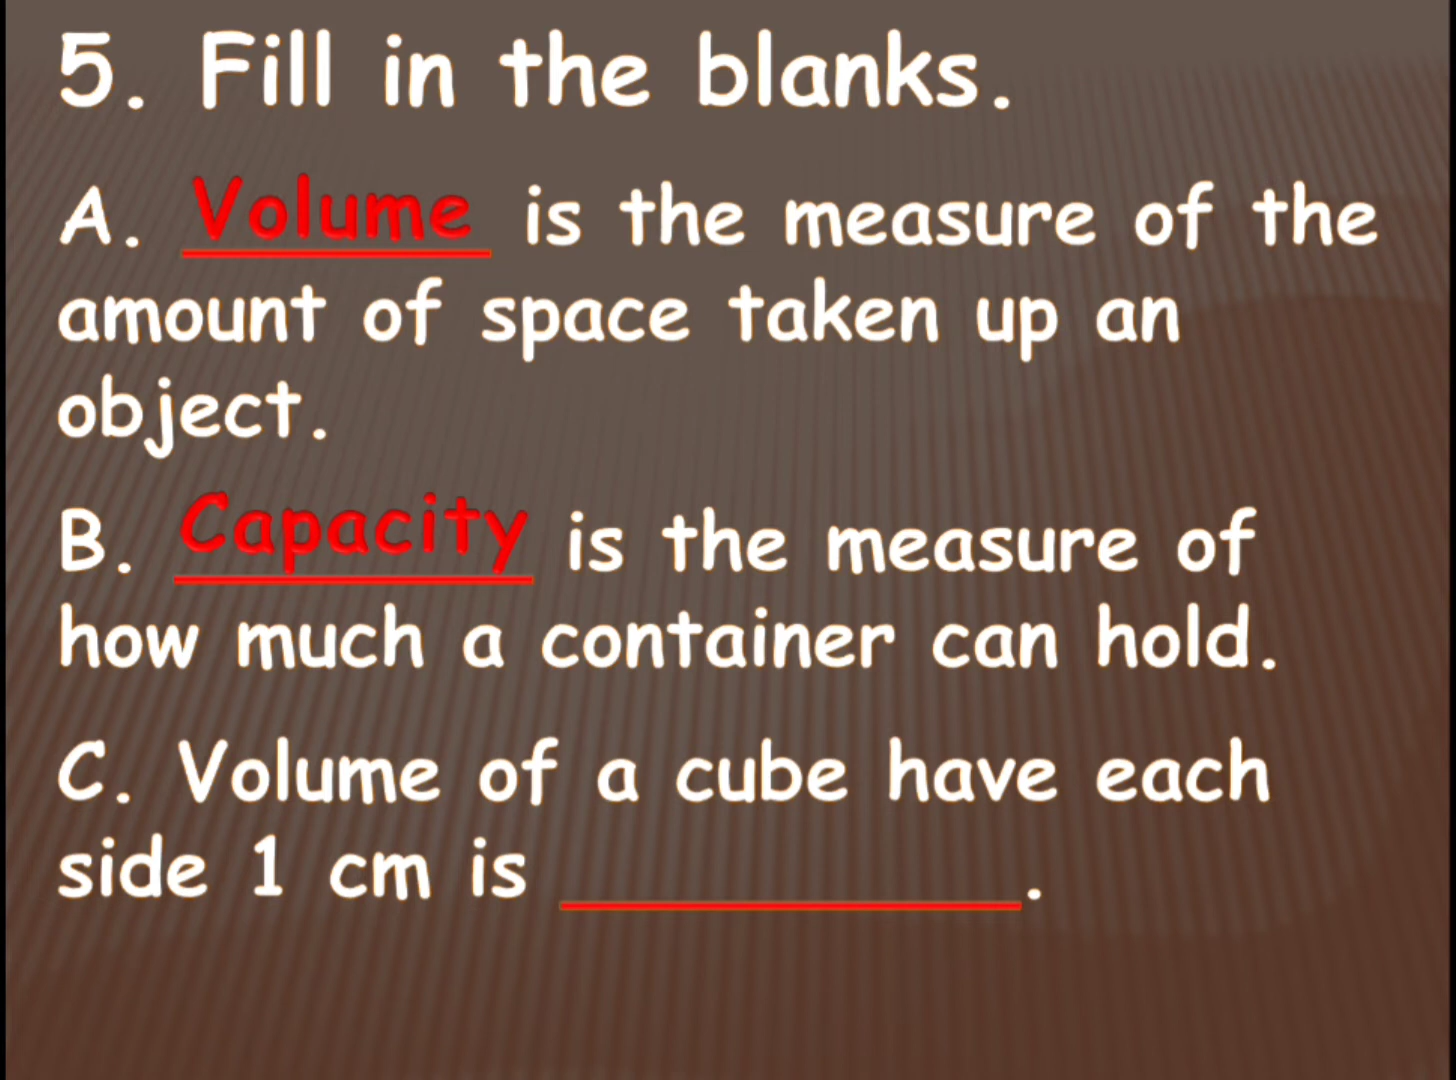 5. Fill in the blanks.
A. Volume is the measure of the
amount of space taken up an
object.
B. Capacity is the measure of
how much a container can hold.
C. Volume of a cube have each
side 1 cm is ____________.